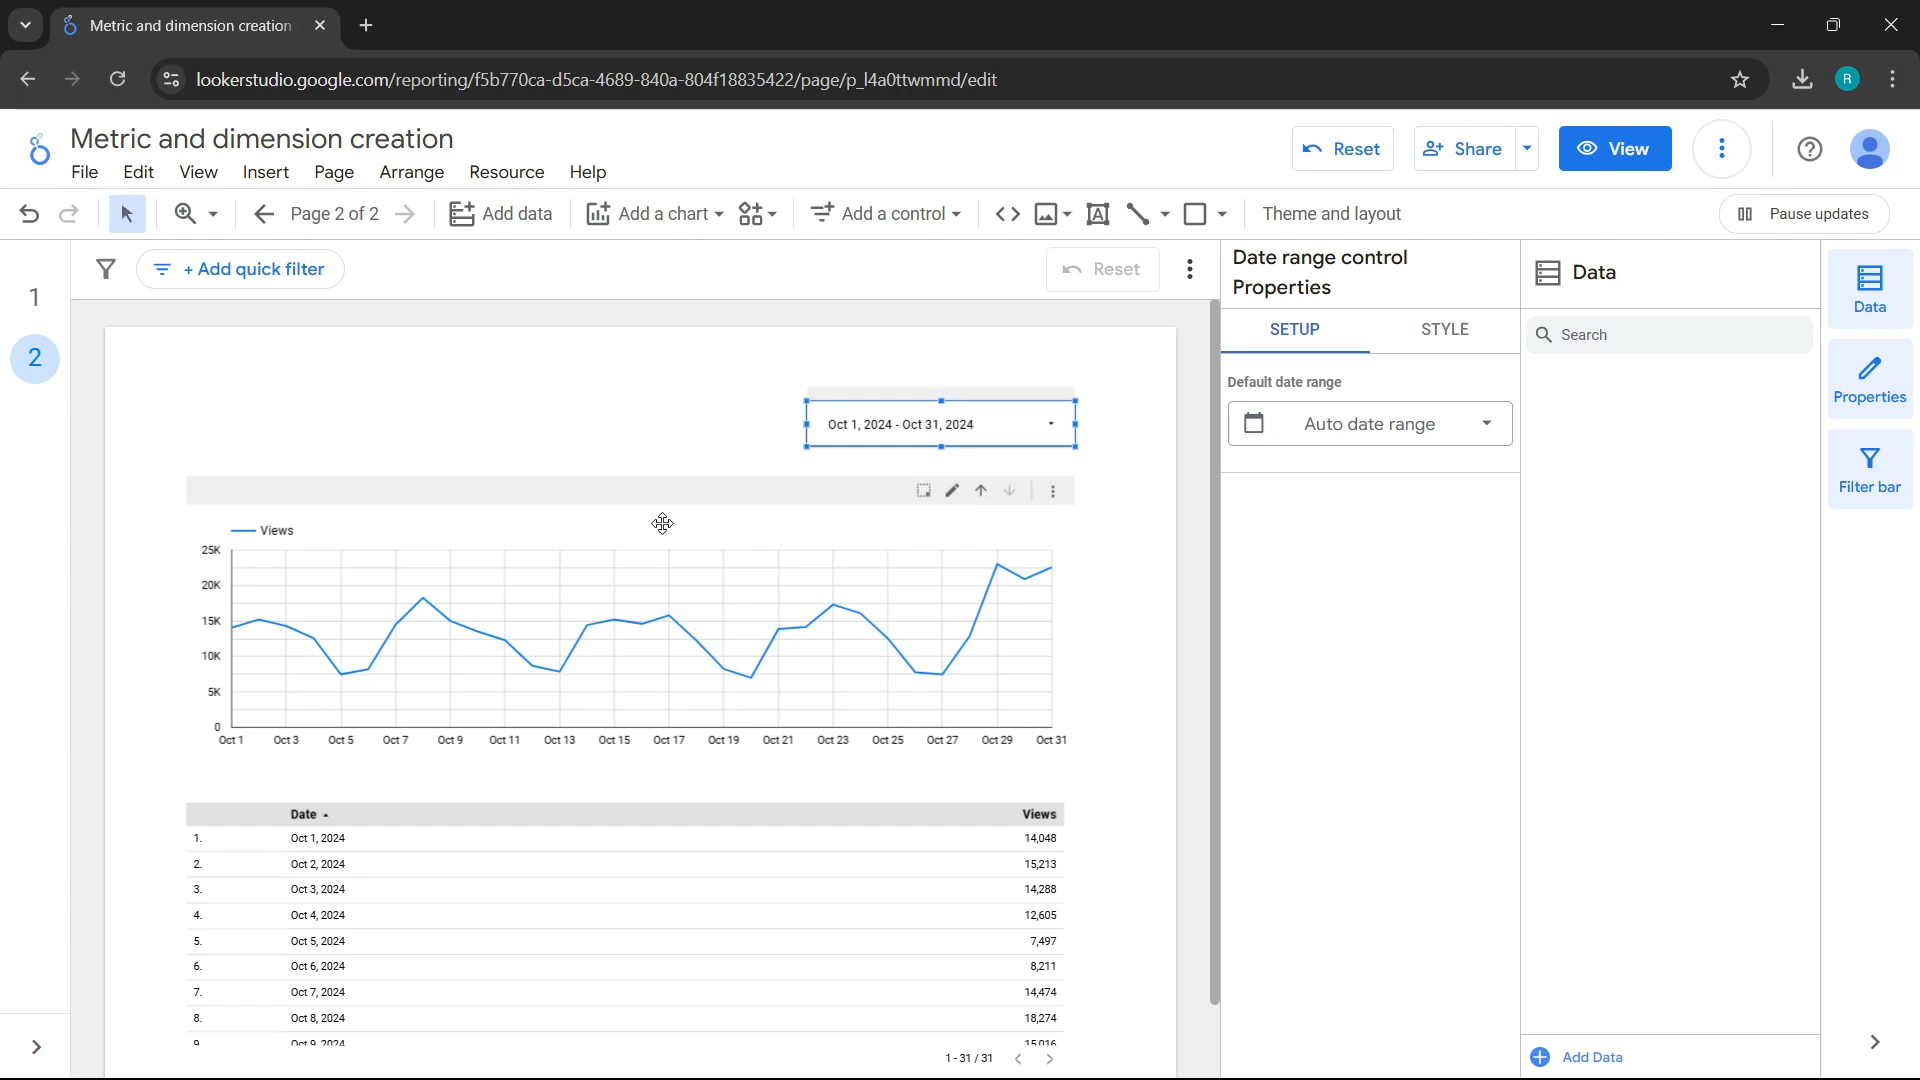 Metric and dimension creation
lookerstudio.google.com/reporting/f5b770ca-d5ca-4689-840a-804f18835422/page/p_l4a0ttwmmd/edit
R
Metric and dimension creation
Reset
Share
View
File Edit View Insert Page Arrange Resource Help
Page 2 of 2
Add data
Add a chart
Add a control
Theme and layout
Pause updates
1
2
+ Add quick filter
Reset
Oct 1, 2024 - Oct 31, 2024
Views
25K
20K
15K
10K
5K
0
Oct 1 Oct 3 Oct 5 Oct 7 Oct 9 Oct 11 Oct 13 Oct 15 Oct 17 Oct 19 Oct 21 Oct 23 Oct 25 Oct 27 Oct 29 Oct 31
Date Views
1. Oct 1, 2024 14,048
2. Oct 2, 2024 15,213
3. Oct 3, 2024 14,288
4. Oct 4, 2024 12,605
5. Oct 5, 2024 7,497
6. Oct 6, 2024 8,211
7. Oct 7, 2024 14,474
8. Oct 8, 2024 18,274
9 Oct 9, 2024 15,016
1 - 31 / 31
Date range control
Properties
SETUP
STYLE
Default date range
Auto date range
Data
Search
Add Data
Data
Properties
Filter bar